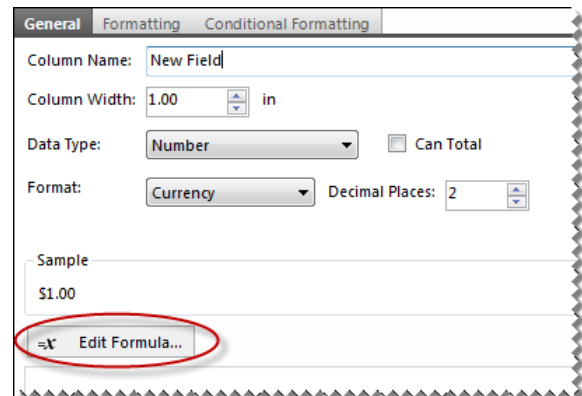 General Formatting Conditional Formatting
Column Name: New Field
Column Width: 1.00 in
Data Type: Number Can Total
Format: Currency Decimal Places: 2
Sample
$1.00
=x Edit Formula...